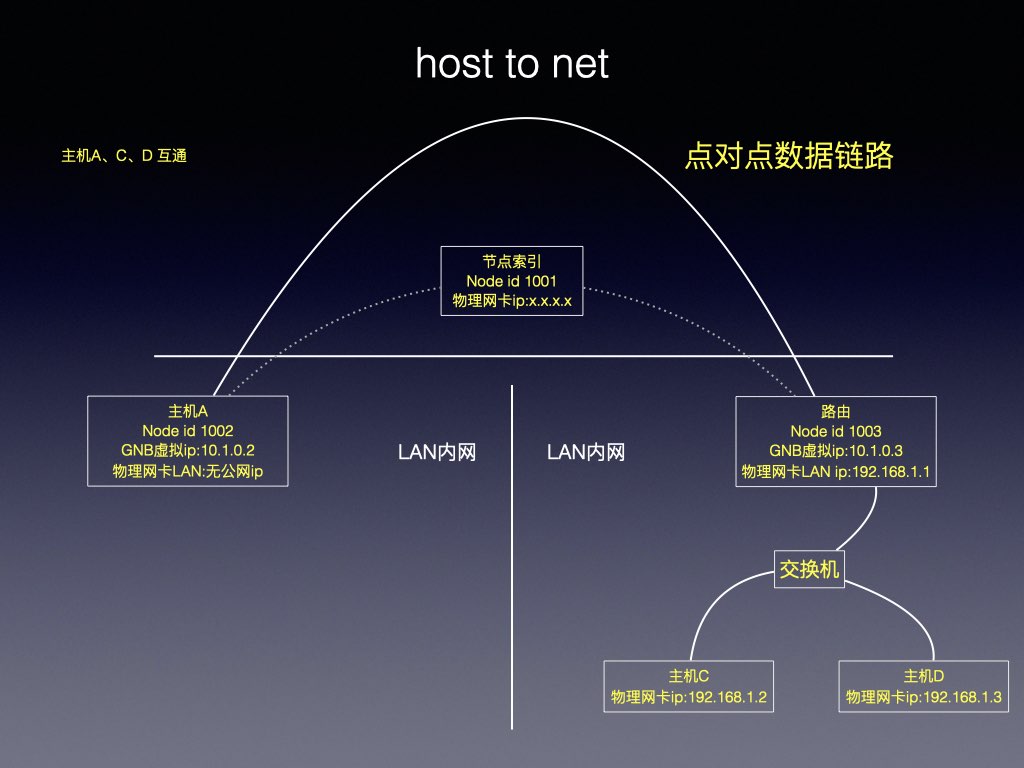 host to net
主机A、C、D 互通
点对点数据链路
节点索引
Node id 1001
物理网卡ip:x.x.x.x
主机A
Node id 1002
GNB虚拟ip:10.1.0.2
物理网卡LAN:无公网ip
LAN内网
LAN内网
路由
Node id 1003
GNB虚拟ip:10.1.0.3
物理网卡LAN ip:192.168.1.1
交换机
主机C
物理网卡ip:192.168.1.2
主机D
物理网卡ip:192.168.1.3